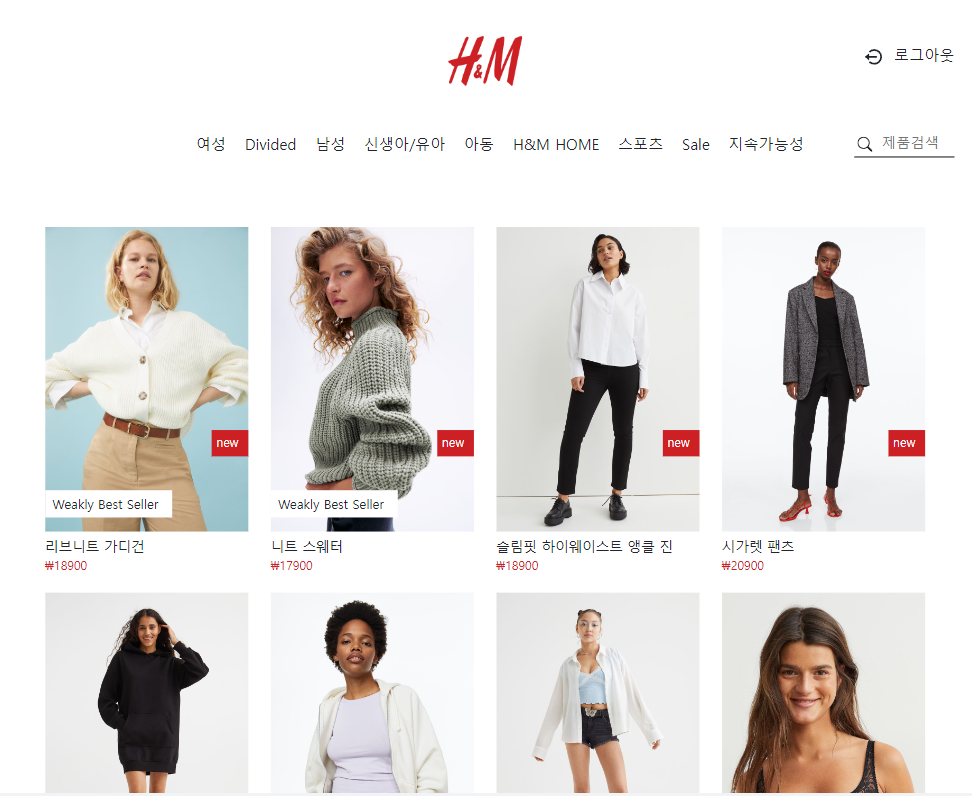 H&M
로그아웃
여성 Divided 남성 신생아/유아 아동 H&M HOME 스포츠 Sale 지속가능성
제품검색
new
new
new
new
Weakly Best Seller
Weakly Best Seller
리브니트 가디건
니트 스웨터
슬림핏 하이웨이스트 앵클 진
시가렛 팬츠
₩18900
₩17900
₩18900
₩20900